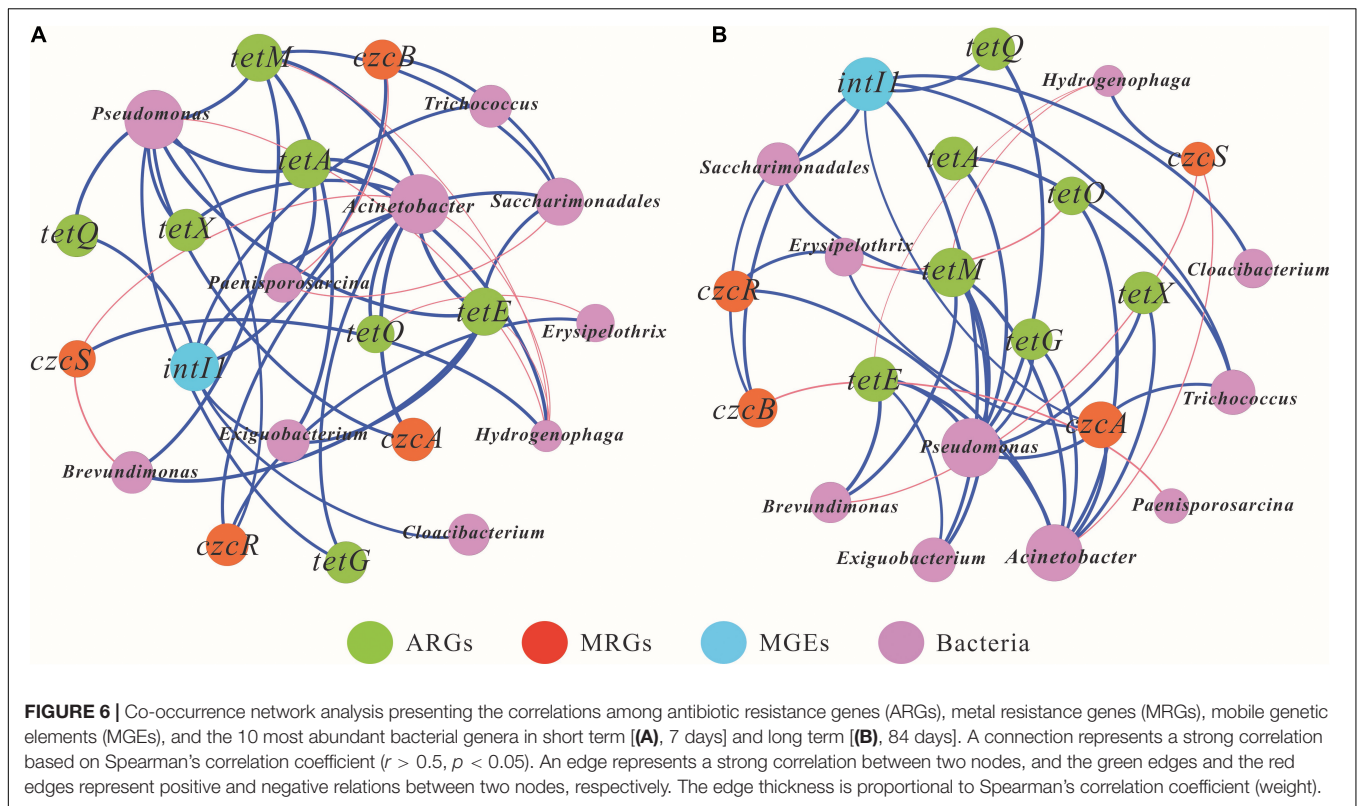 A
tetM
czcB
Trichococcus
Pseudomonas
tetA
Acinetobacter
Saccharimonadales
tetQ
tetX
Paenisporosarcina
tetO
tetE
Erysipelothrix
czcS
intI1
Exiguobacterium
czcA
Hydrogenophaga
Brevundimonas
czcR
tetG
Cloacibacterium
B
tetQ
intI1
Hydrogenophaga
Saccharimonadales
tetA
czcS
tetO
Erysipelothrix
tetM
Cloacibacterium
czcR
tetX
tetG
tetE
czcB
Trichococcus
czcA
Pseudomonas
Brevundimonas
Paenisporosarcina
Exiguobacterium
Acinetobacter
ARGs
MRGs
MGEs
Bacteria
FIGURE 6 | Co-occurrence network analysis presenting the correlations among antibiotic resistance genes (ARGs), metal resistance genes (MRGs), mobile genetic
elements (MGEs), and the 10 most abundant bacterial genera in short term [(A), 7 days] and long term [(B), 84 days]. A connection represents a strong correlation
based on Spearman's correlation coefficient (r > 0.5, p < 0.05). An edge represents a strong correlation between two nodes, and the green edges and the red
edges represent positive and negative relations between two nodes, respectively. The edge thickness is proportional to Spearman's correlation coefficient (weight).